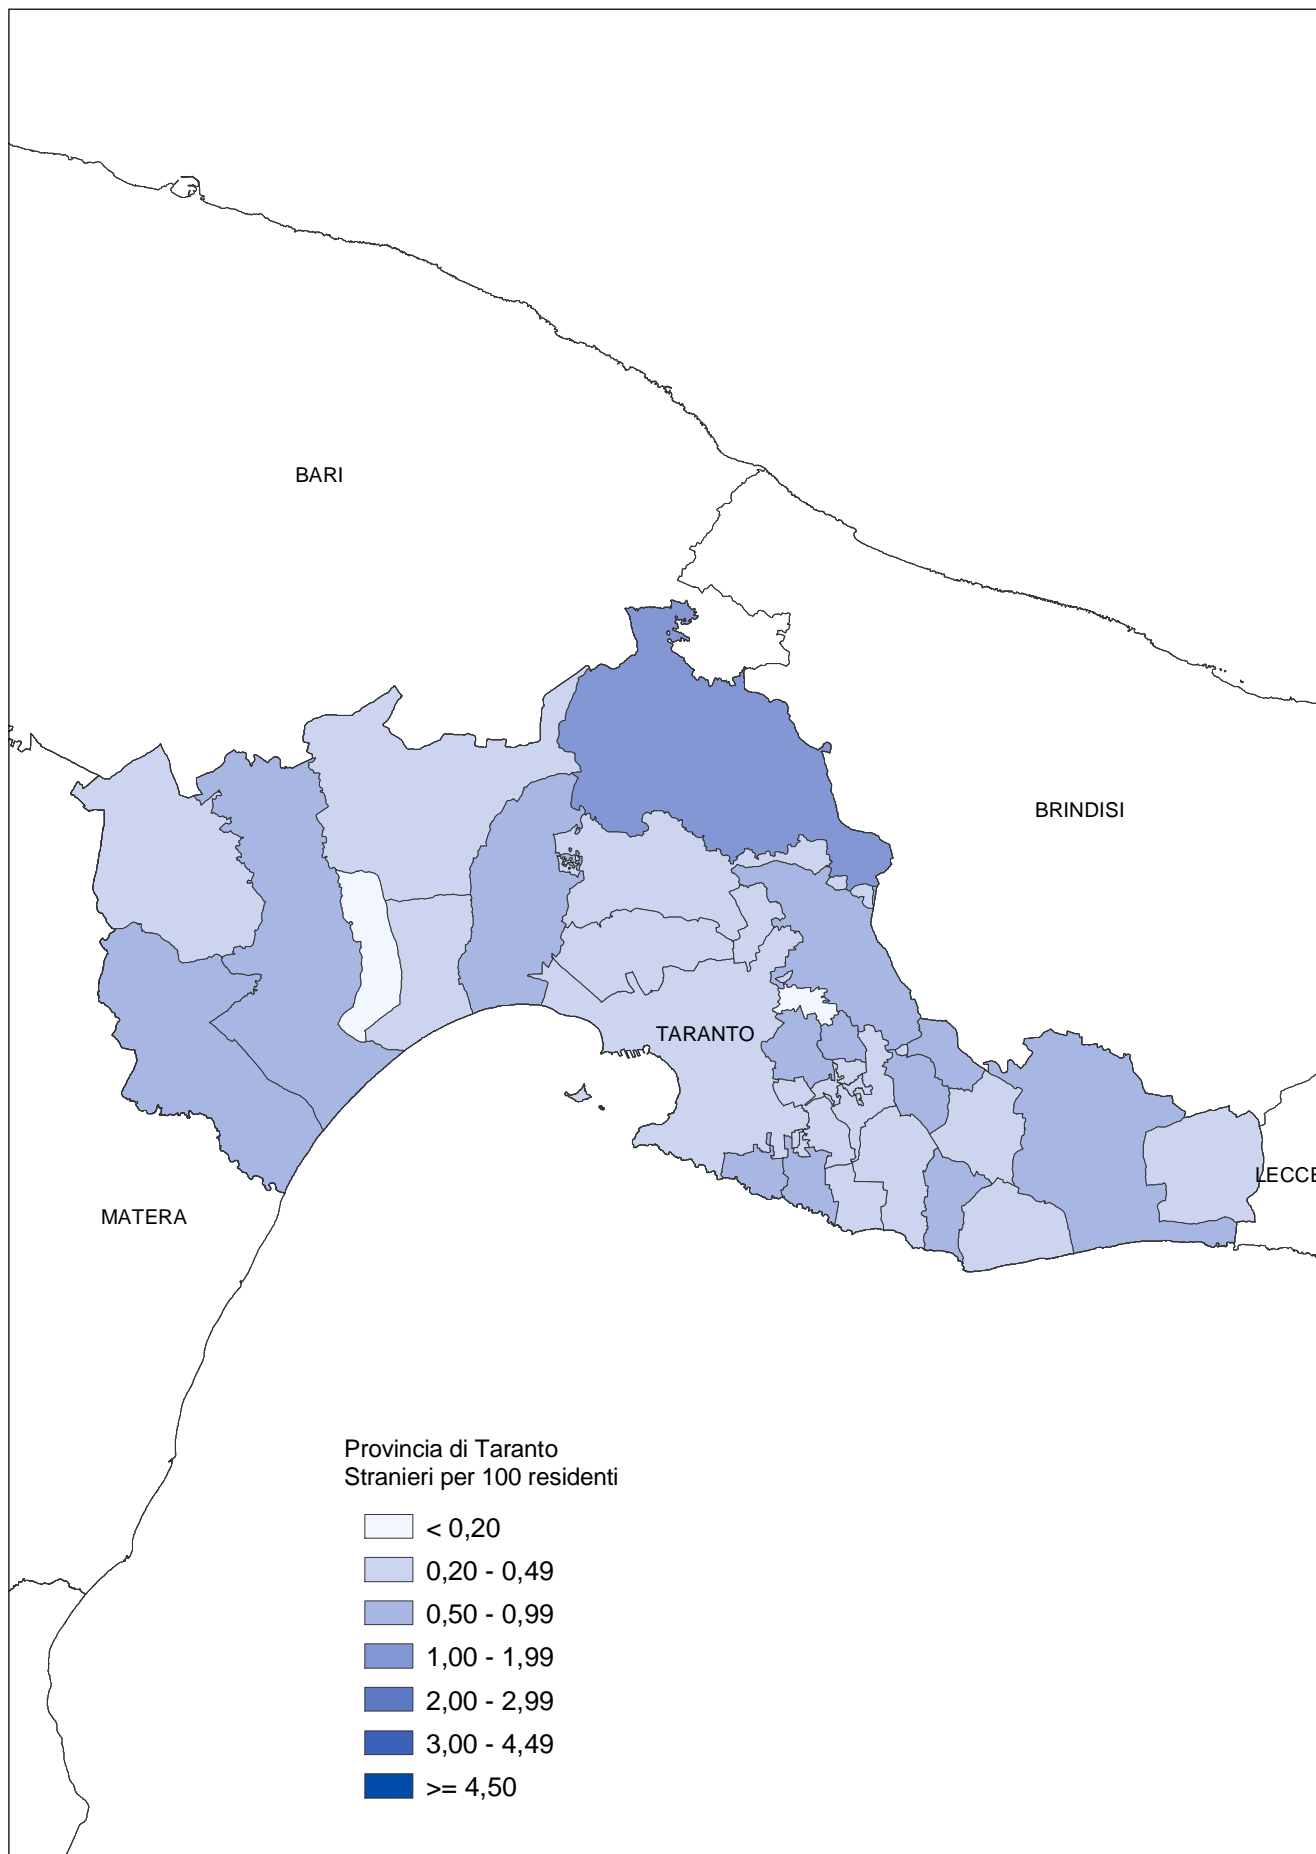 BARI
BRINDISI
TARANTO
LECCE
MATERA
Provincia di Taranto
Stranieri per 100 residenti
< 0,20
0,20 - 0,49
0,50 - 0,99
1,00 - 1,99
2,00 - 2,99
3,00 - 4,49
>= 4,50